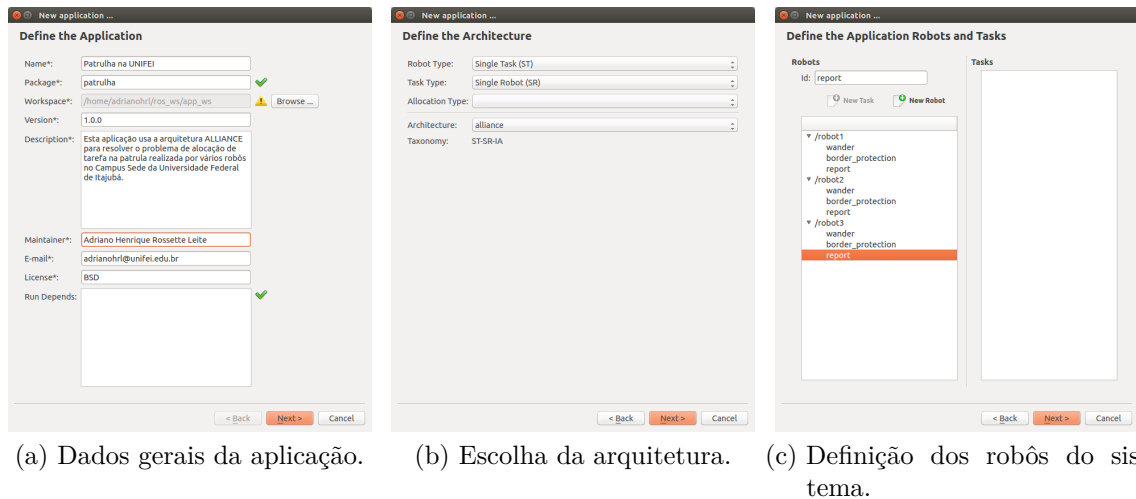 New application ...
Define the Application
Name*: Patrulha na UNIFEI
Package*: patrulha
Workspace*: /home/adrianohrl/ros_ws/app_ws Browse ...
Version*: 1.0.0
Description*: Esta aplicação usa a arquitetura ALLIANCE
para resolver o problema de alocação de
tarefa na patrula realizada por vários robôs
no Campus Sede da Universidade Federal
de Itajubá.
Maintainer*: Adriano Henrique Rossette Leite
E-mail*: adrianohrl@unifei.edu.br
License*: BSD
Run Depends:
< Back Next > Cancel
(a) Dados gerais da aplicação.
New application ...
Define the Architecture
Robot Type: Single Task (ST)
Task Type: Single Robot (SR)
Allocation Type:
Architecture: alliance
Taxonomy: ST-SR-IA
< Back Next > Cancel
(b) Escolha da arquitetura.
New application ...
Define the Application Robots and Tasks
Robots Tasks
Id: report
New Task New Robot
/robot1
wander
border_protection
report
/robot2
wander
border_protection
report
/robot3
wander
border_protection
report
< Back Next > Cancel
(c) Definição dos robôs do sis
tema.